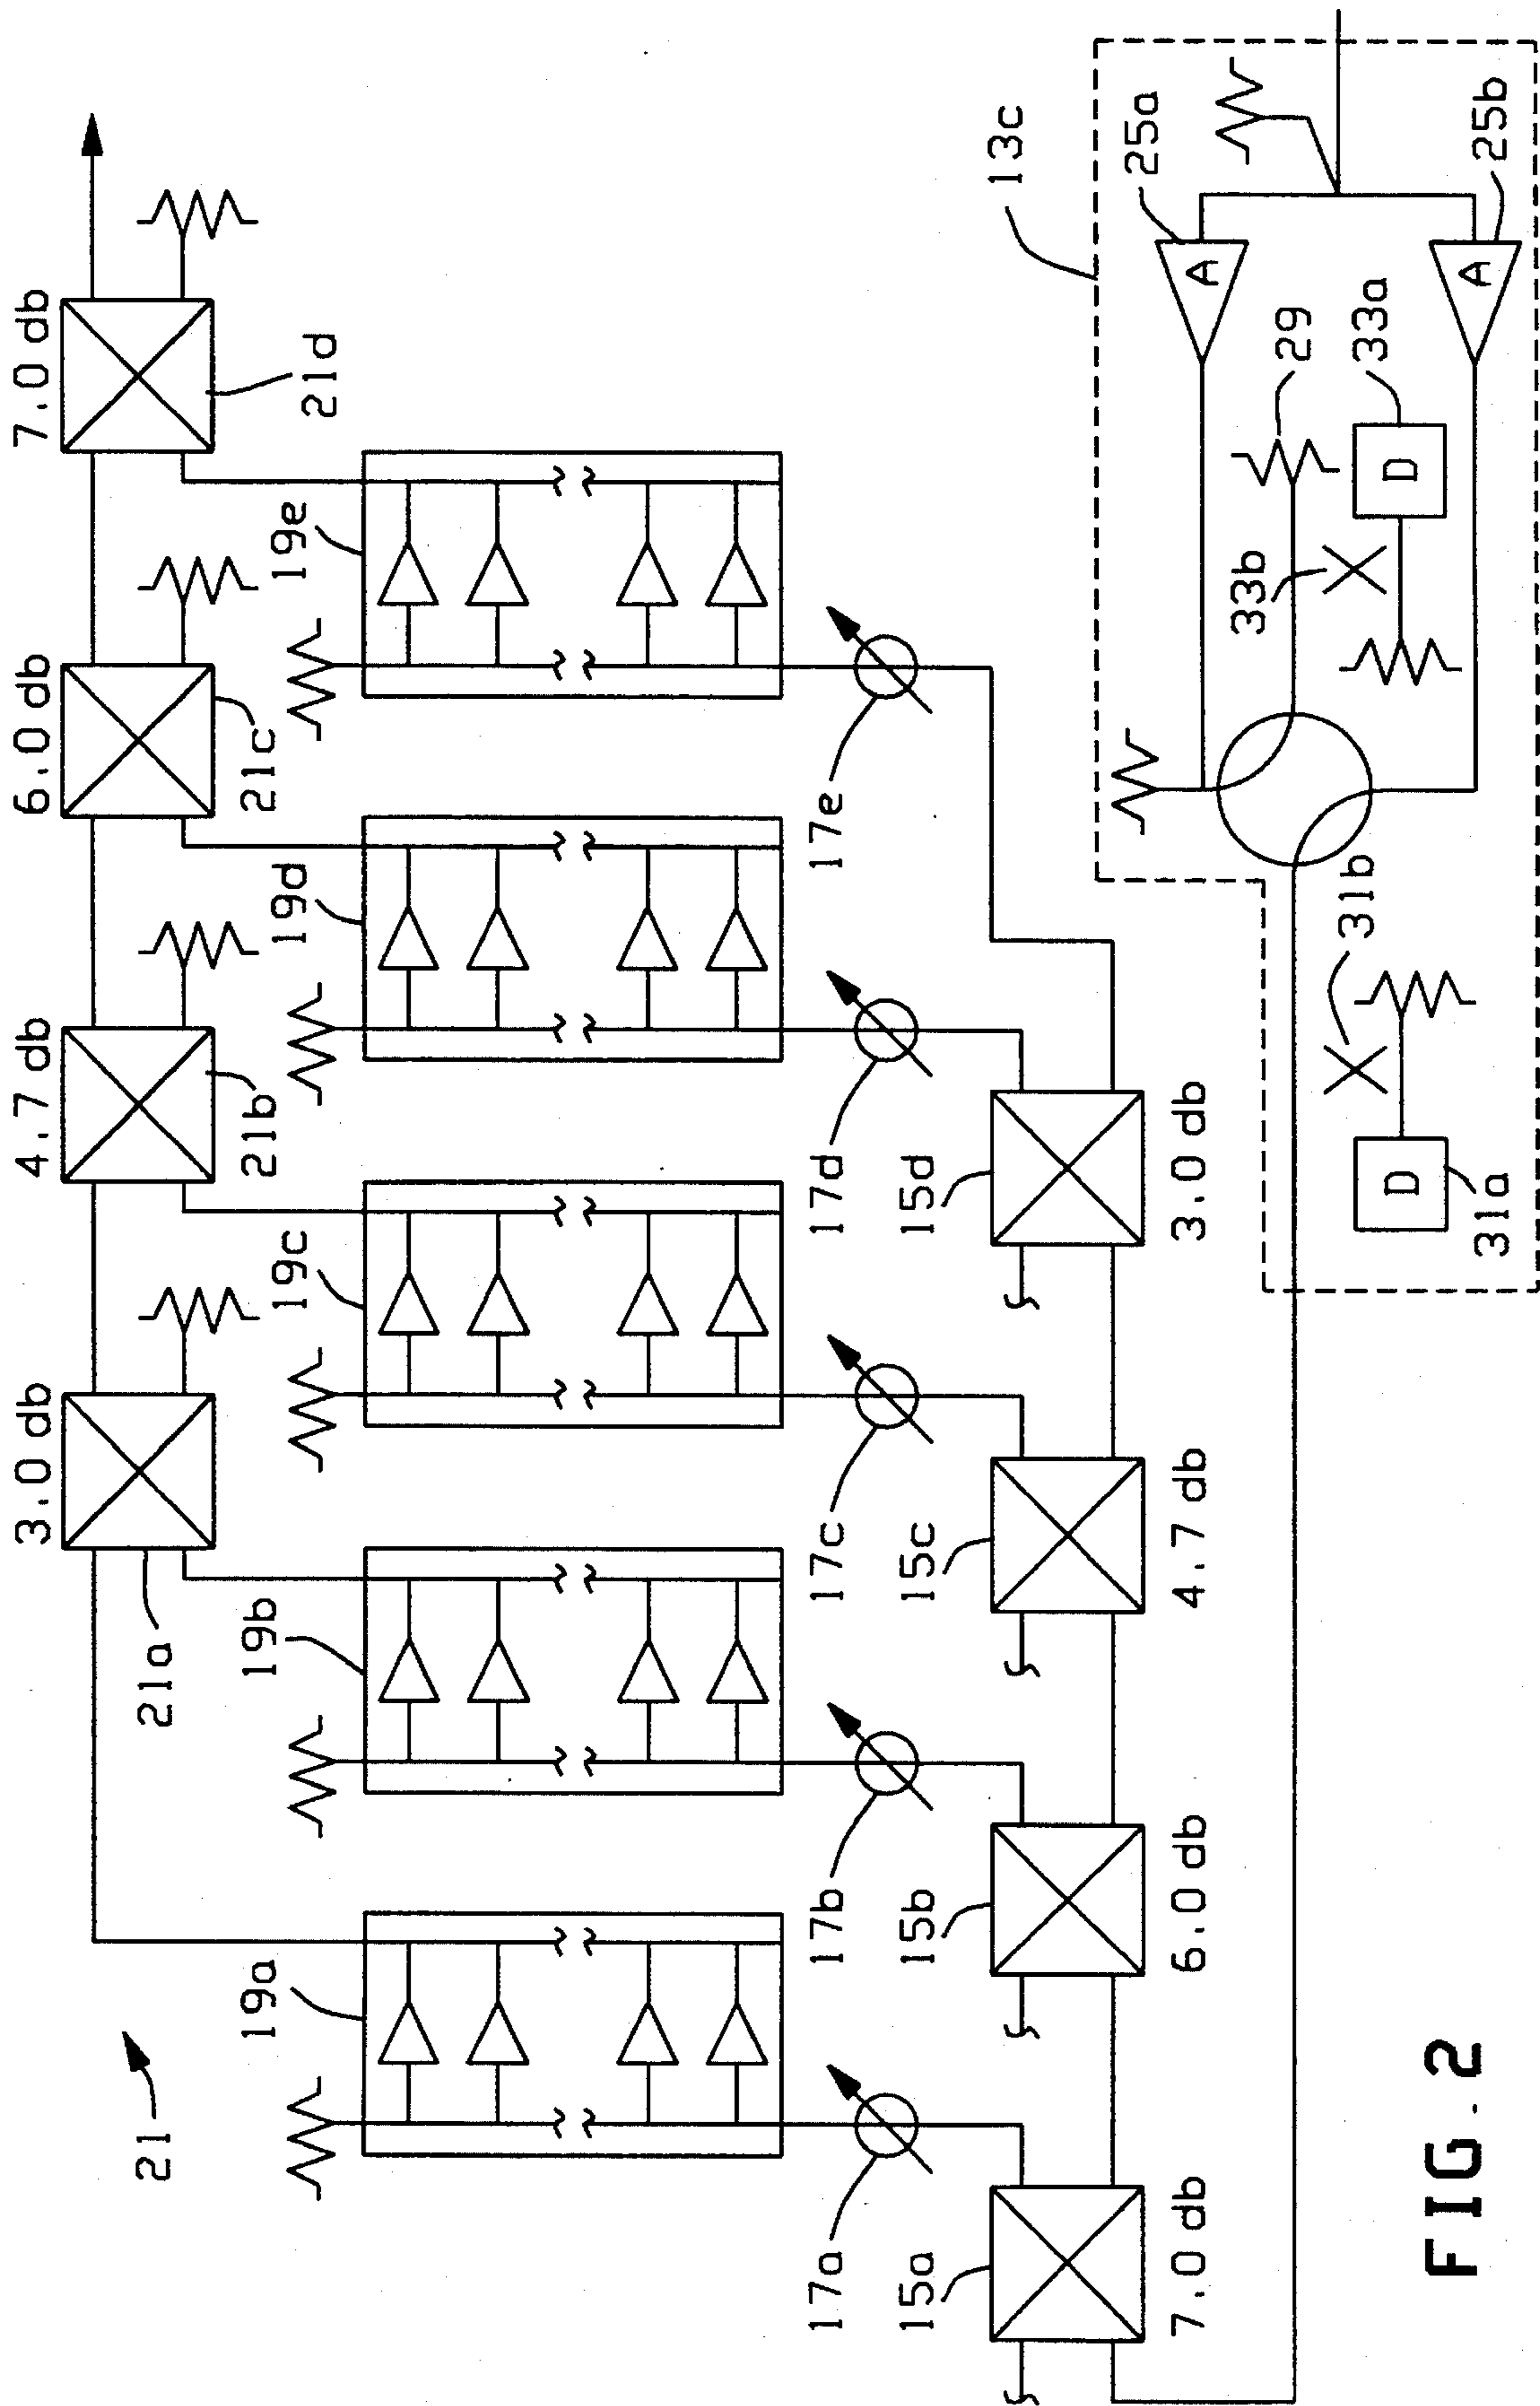 21
3.0 db
4.7 db
6.0 db
7.0 db
21a
21b
21c
21d
19a
19b
19c
19d
19e
17a
17b
17c
17d
17e
15a
15b
15c
15d
7.0 db
6.0 db
4.7 db
3.0 db
13c
25a
A
29
33b
33a
D
A
25b
31b
D
31a
FIG. 2